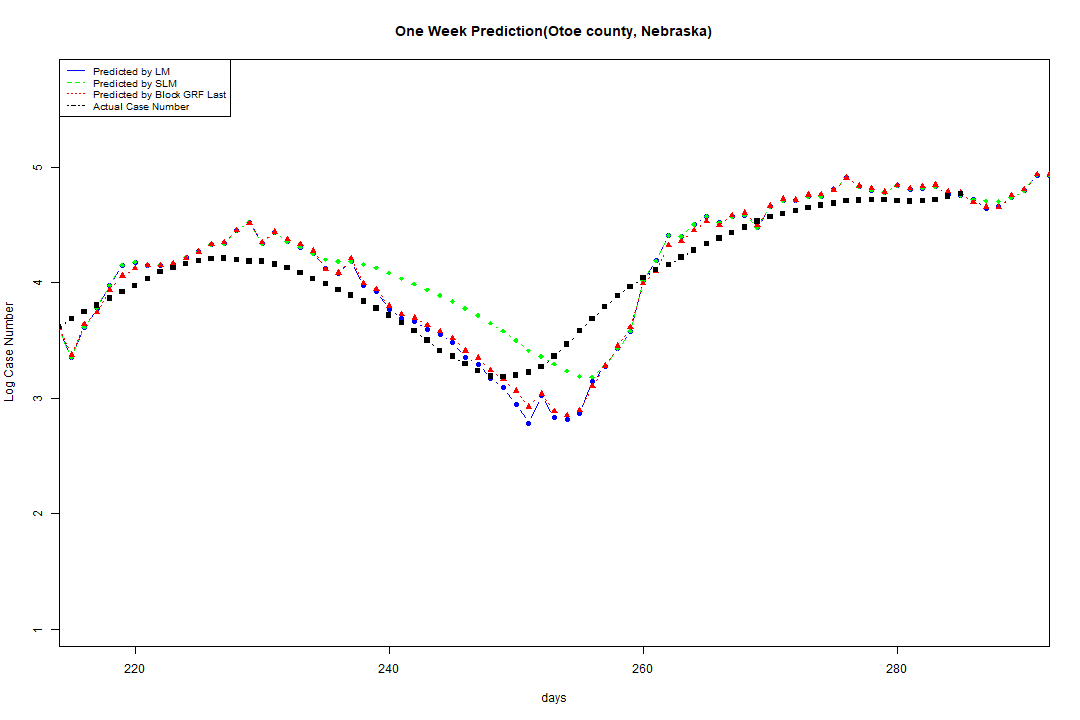 One Week Prediction(Otoe county, Nebraska)
Predicted by LM
Predicted by SLM
Predicted by Block GRF Last
Actual Case Number
5
4
3
2
1
Log Case Number
220 240 260 280
days